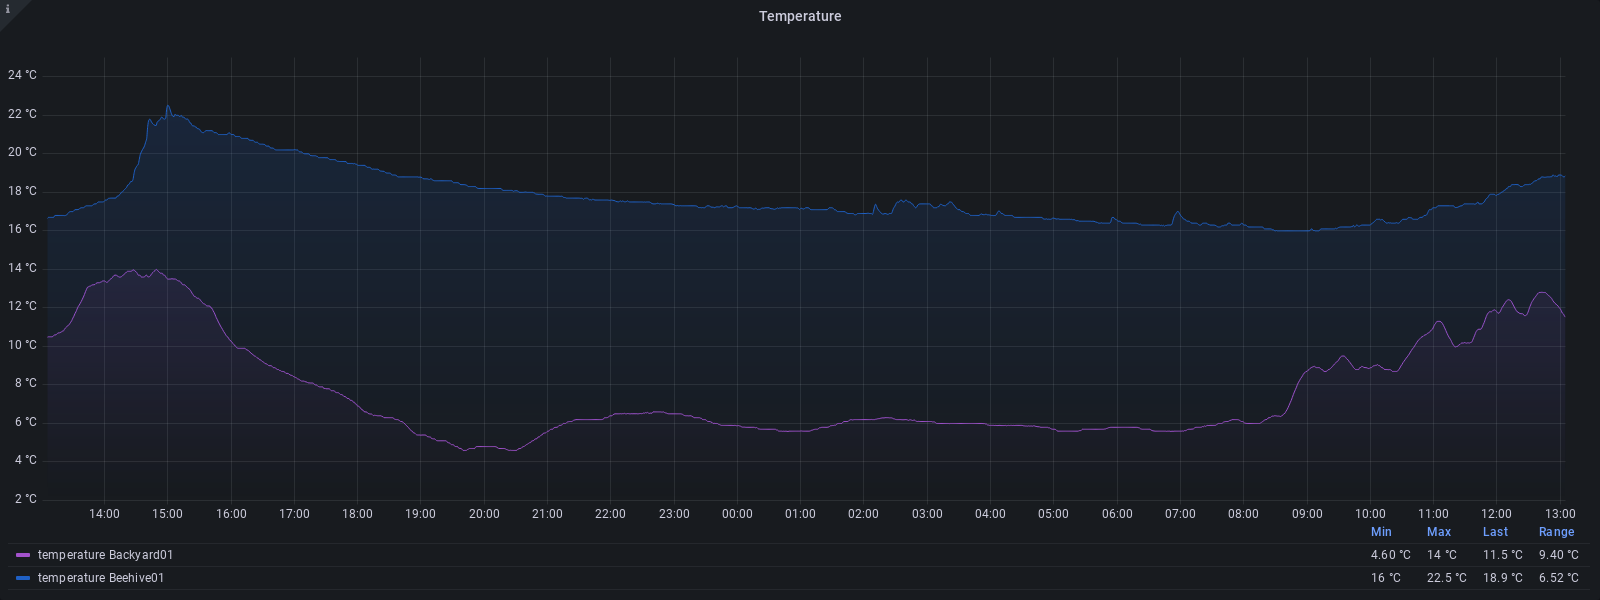 i
Temperature
24 °C
22 °C
20 °C
18 °C
16 °C
14 °C
12 °C
10 °C
8 °C
6 °C
4 °C
2 °C
14:00 15:00 16:00 17:00 18:00 19:00 20:00 21:00 22:00 23:00 00:00 01:00 02:00 03:00 04:00 05:00 06:00 07:00 08:00 09:00 10:00 11:00 12:00 13:00
Min Max Last Range
temperature Backyard01 4.60 °C 14 °C 11.5 °C 9.40 °C
temperature Beehive01 16 °C 22.5 °C 18.9 °C 6.52 °C